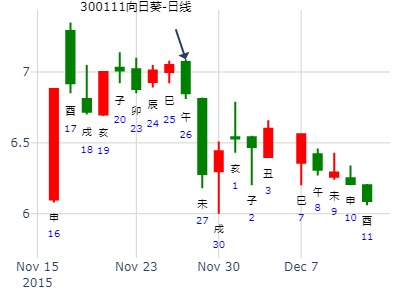 300111向日葵-日线
7
6.5
6
申
16
酉
17
戌
18
亥
19
子
20
卯
23
辰
24
巳
25
午
26
未
27
戌
30
亥
1
子
2
丑
3
巳
7
午
8
未
9
申
10
酉
11
Nov 15
2015
Nov 23
Nov 30
Dec 7